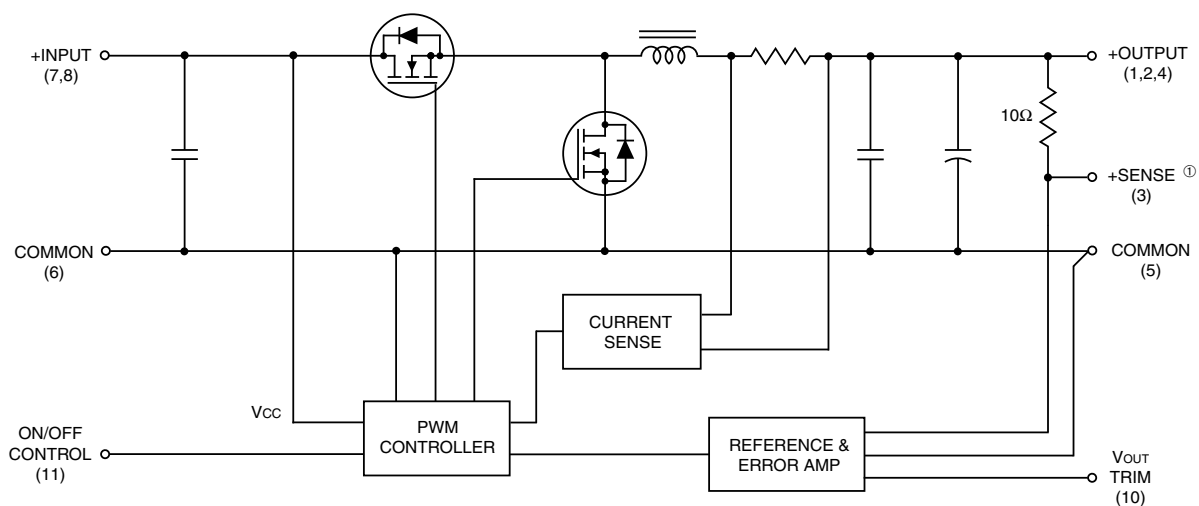 +INPUT
(7,8)
+OUTPUT
(1,2,4)
10Ω
+SENSE ①
(3)
COMMON
(6)
COMMON
(5)
CURRENT
SENSE
VCC
PWM
CONTROLLER
ON/OFF
CONTROL
(11)
REFERENCE &
ERROR AMP
VOUT
TRIM
(10)